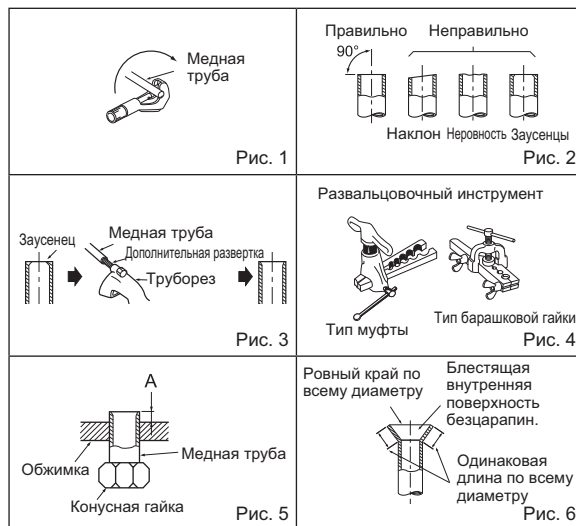 Медная
труба
Рис. 1
Правильно
Неправильно
90°
Наклон Неровность Заусенцы
Рис. 2
Заусенец
Медная труба
Дополнительная развертка
Труборез
Рис. 3
Развальцовочный инструмент
Тип муфты
Тип барашковой гайки
Рис. 4
A
Обжимка
Медная труба
Конусная гайка
Рис. 5
Ровный край по
всему диаметру
Блестящая
внутренняя
поверхность
безцарапин.
Одинаковая
длина по всему
диаметру
Рис. 6